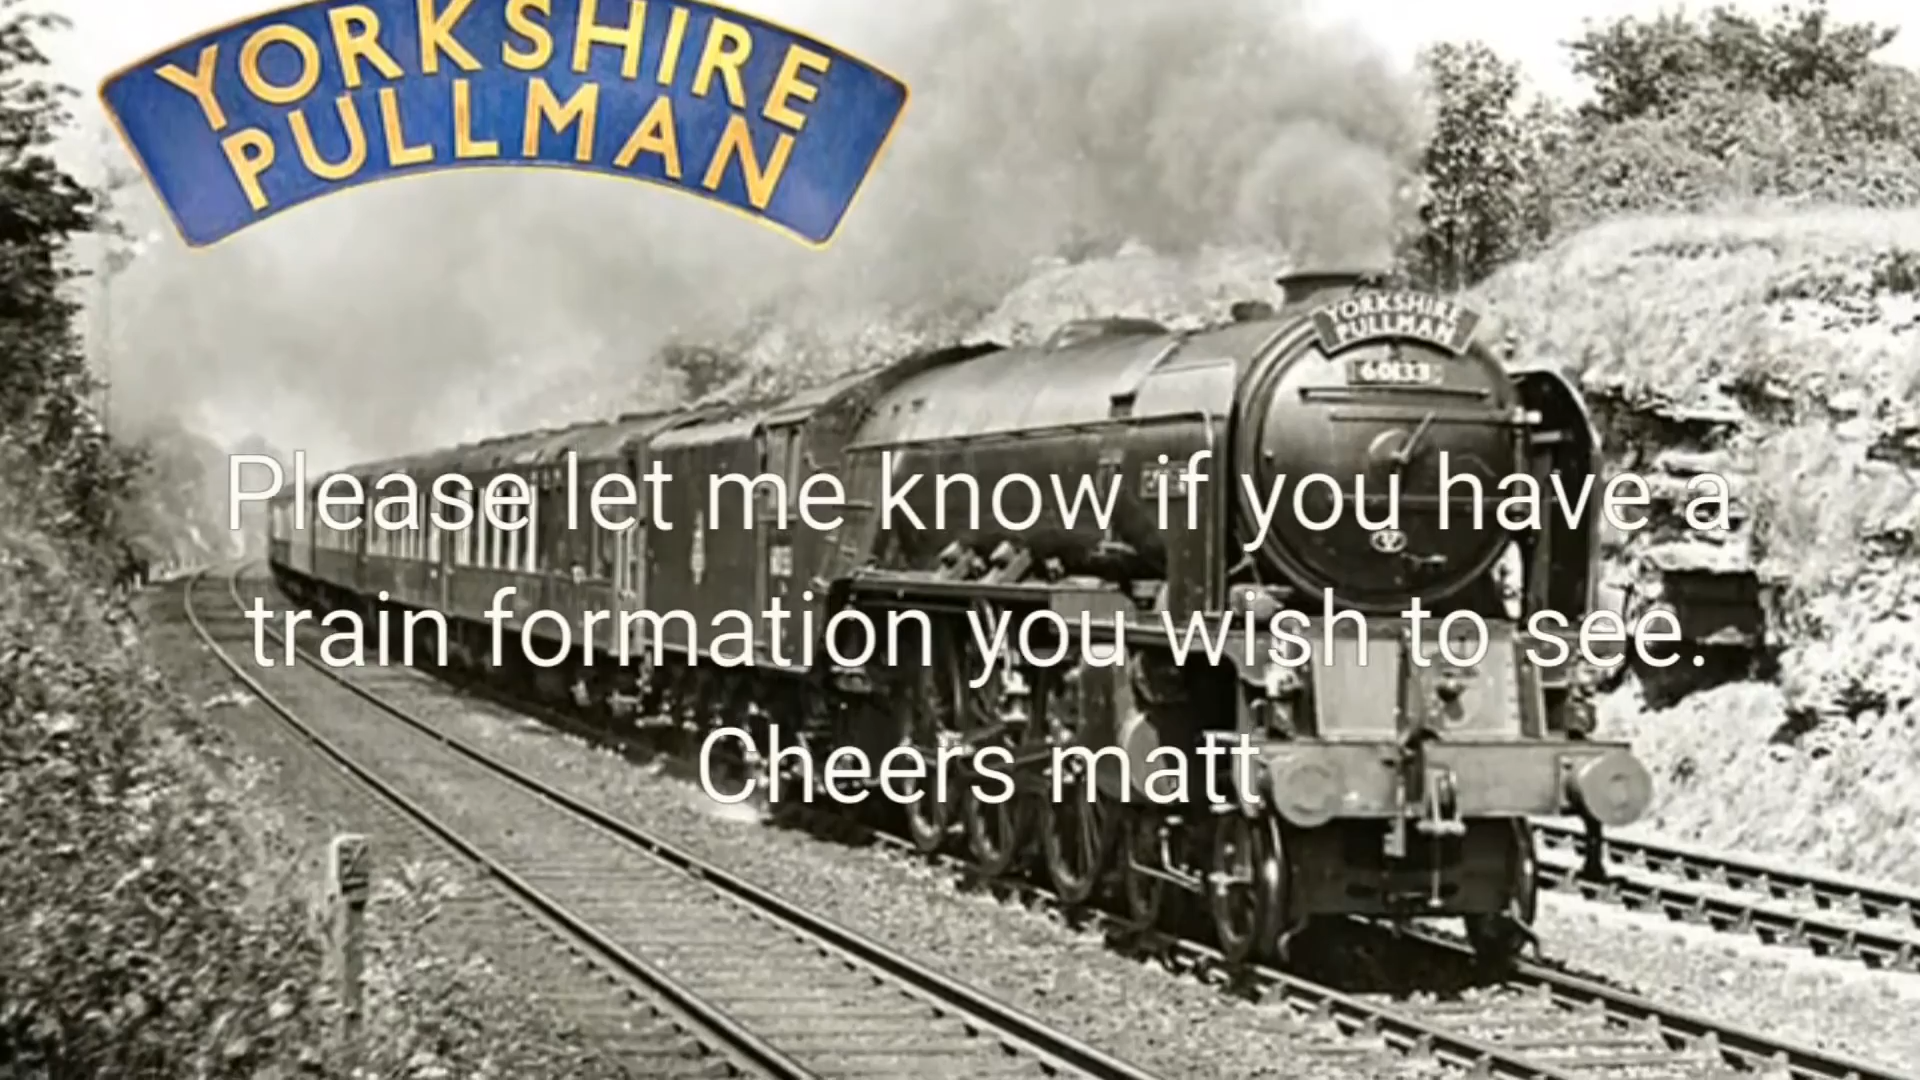 YORKSHIRE
PULLMAN
YORKSHIRE
PULLMAN
60133
Please let me know if you have a
train formation you wish to see.
Cheers matt